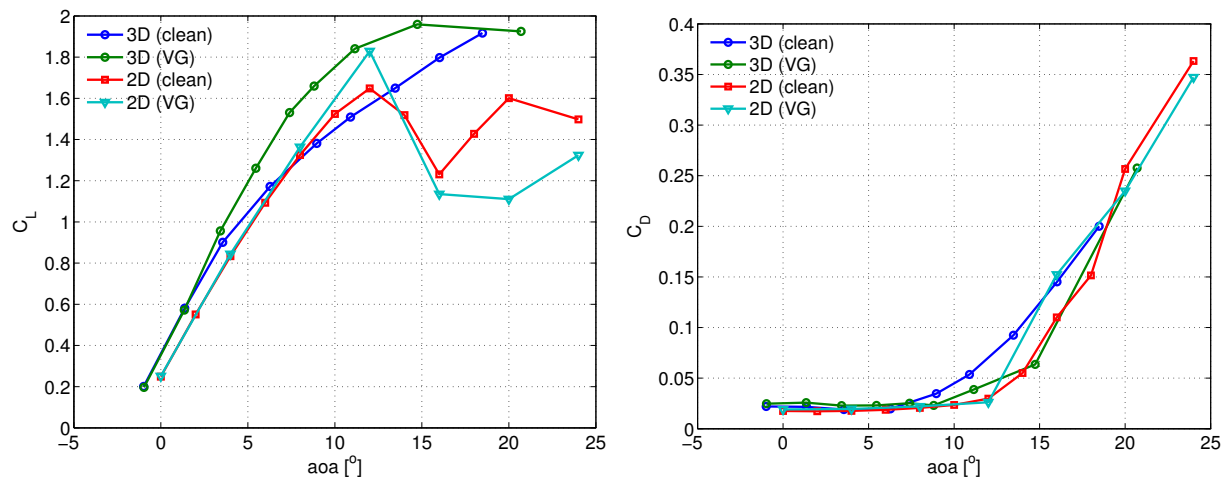 2
1.8
1.6
1.4
1.2
1
0.8
0.6
0.4
0.2
0
C_L
3D (clean)
3D (VG)
2D (clean)
2D (VG)
−5 0 5 10 15 20 25
aoa [°]
0.4
0.35
0.3
0.25
0.2
0.15
0.1
0.05
0
C_D
3D (clean)
3D (VG)
2D (clean)
2D (VG)
−5 0 5 10 15 20 25
aoa [°]